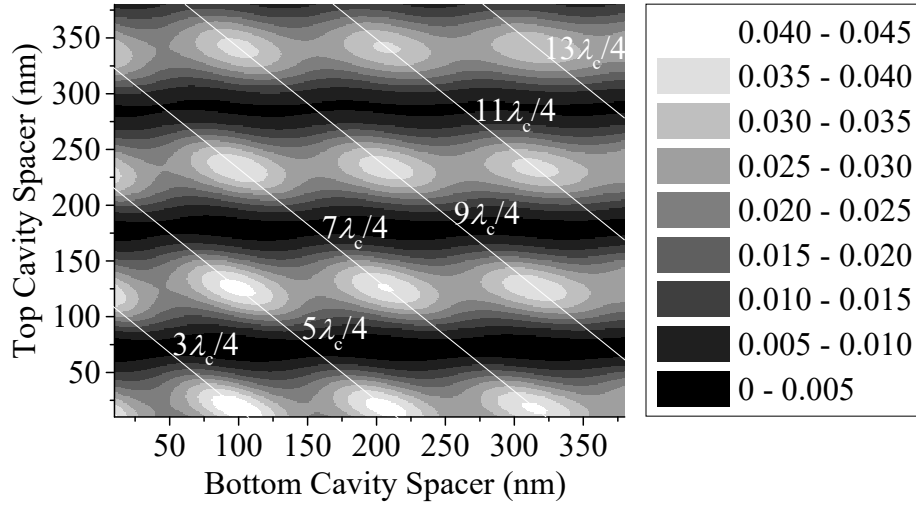 Top Cavity Spacer (nm)
350
300
250
200
150
100
50
13λc/4
11λc/4
9λc/4
7λc/4
5λc/4
3λc/4
50 100 150 200 250 300 350
Bottom Cavity Spacer (nm)
0.040 - 0.045
0.035 - 0.040
0.030 - 0.035
0.025 - 0.030
0.020 - 0.025
0.015 - 0.020
0.010 - 0.015
0.005 - 0.010
0 - 0.005